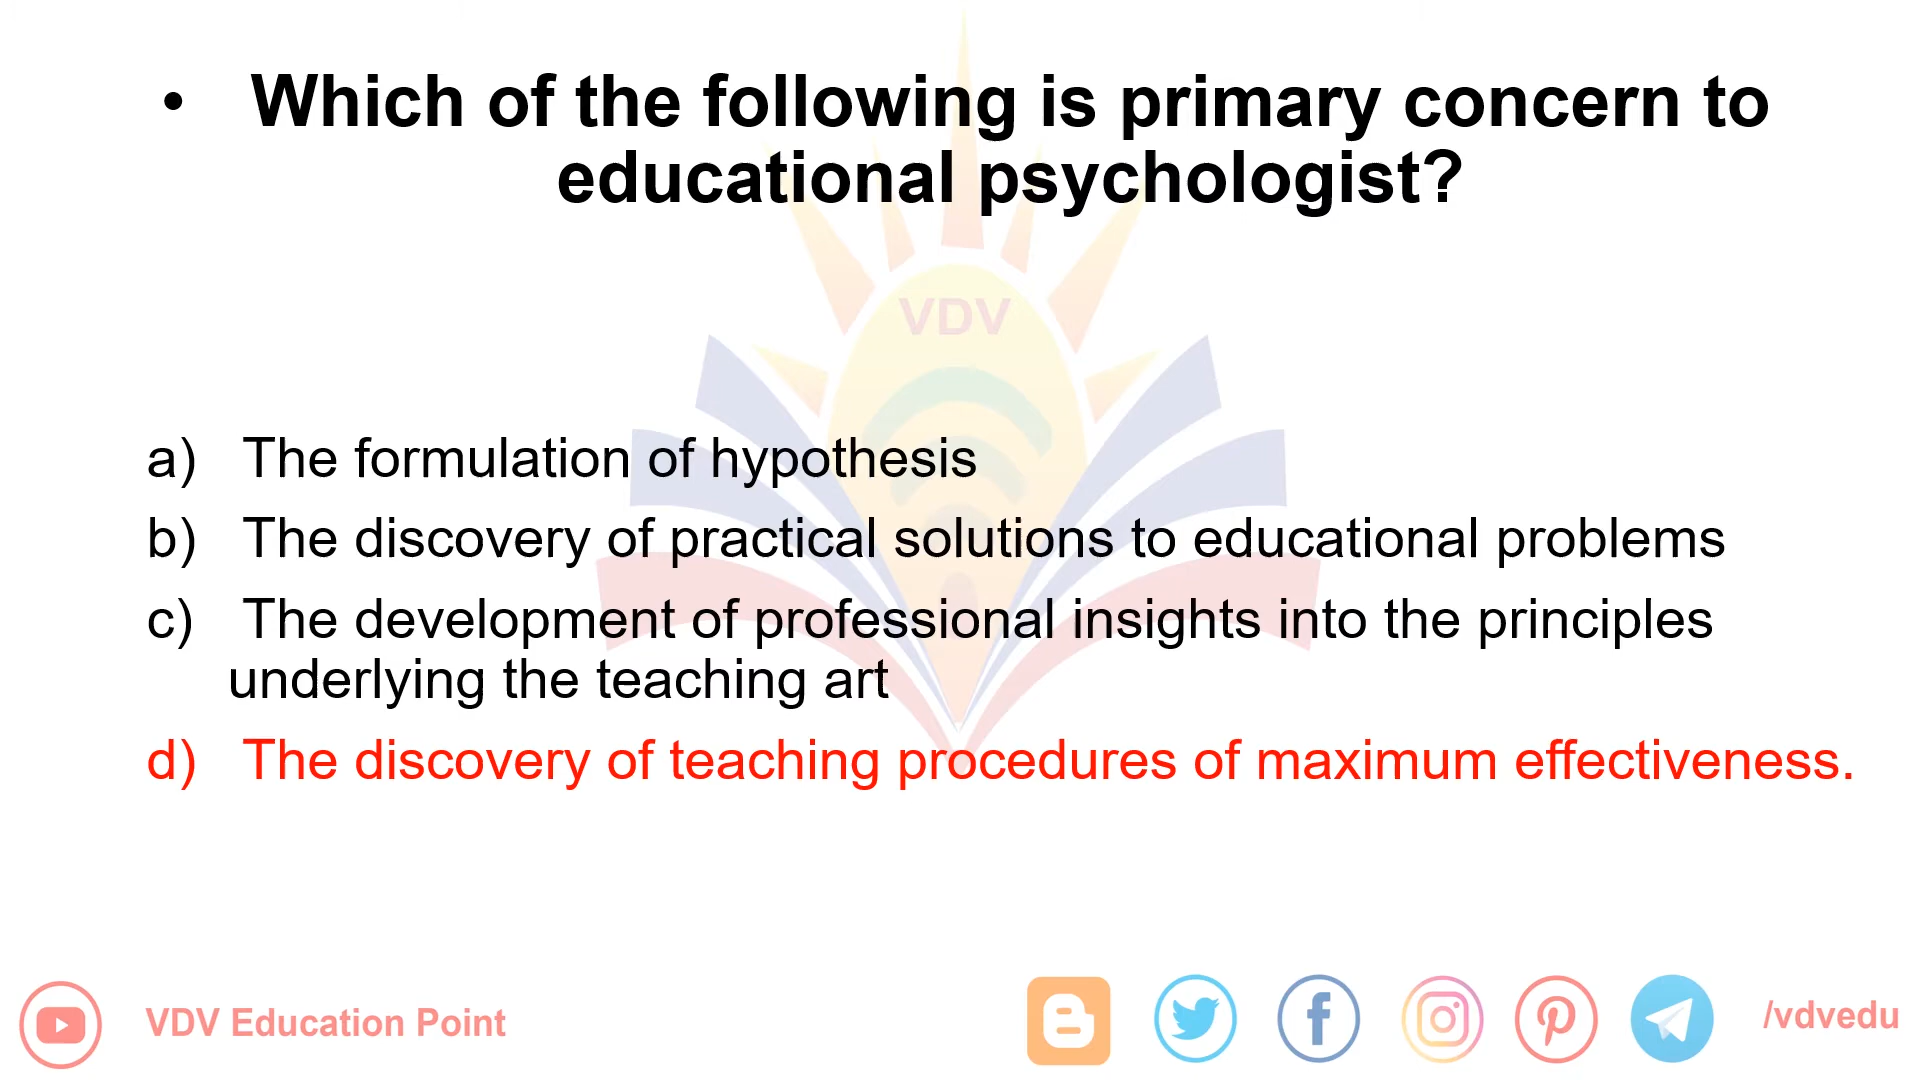 • Which of the following is primary concern to
educational psychologist?
VDV
a) The formulation of hypothesis
b) The discovery of practical solutions to educational problems
c) The development of professional insights into the principles
underlying the teaching art
d) The discovery of teaching procedures of maximum effectiveness.
VDV Education Point
/vdvedu